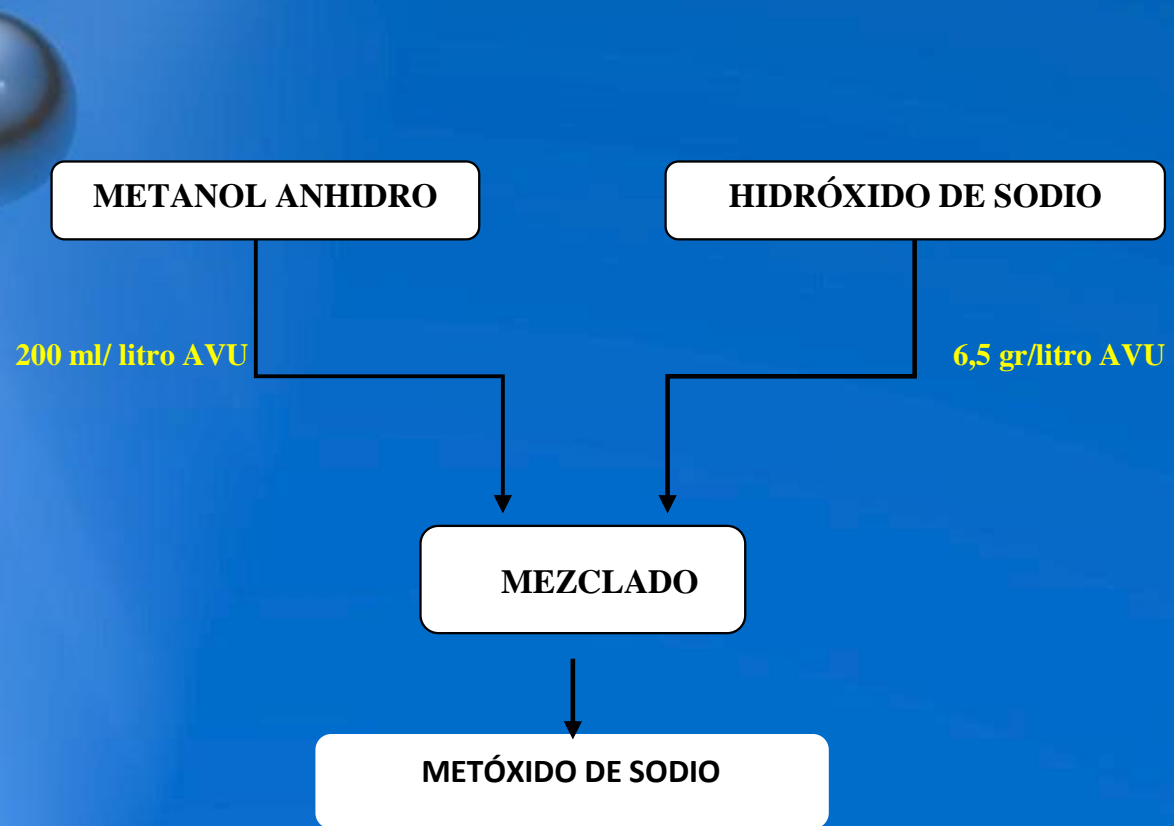 METANOL ANHIDRO
HIDRÓXIDO DE SODIO
200 ml/ litro AVU
6,5 gr/litro AVU
MEZCLADO
METÓXIDO DE SODIO